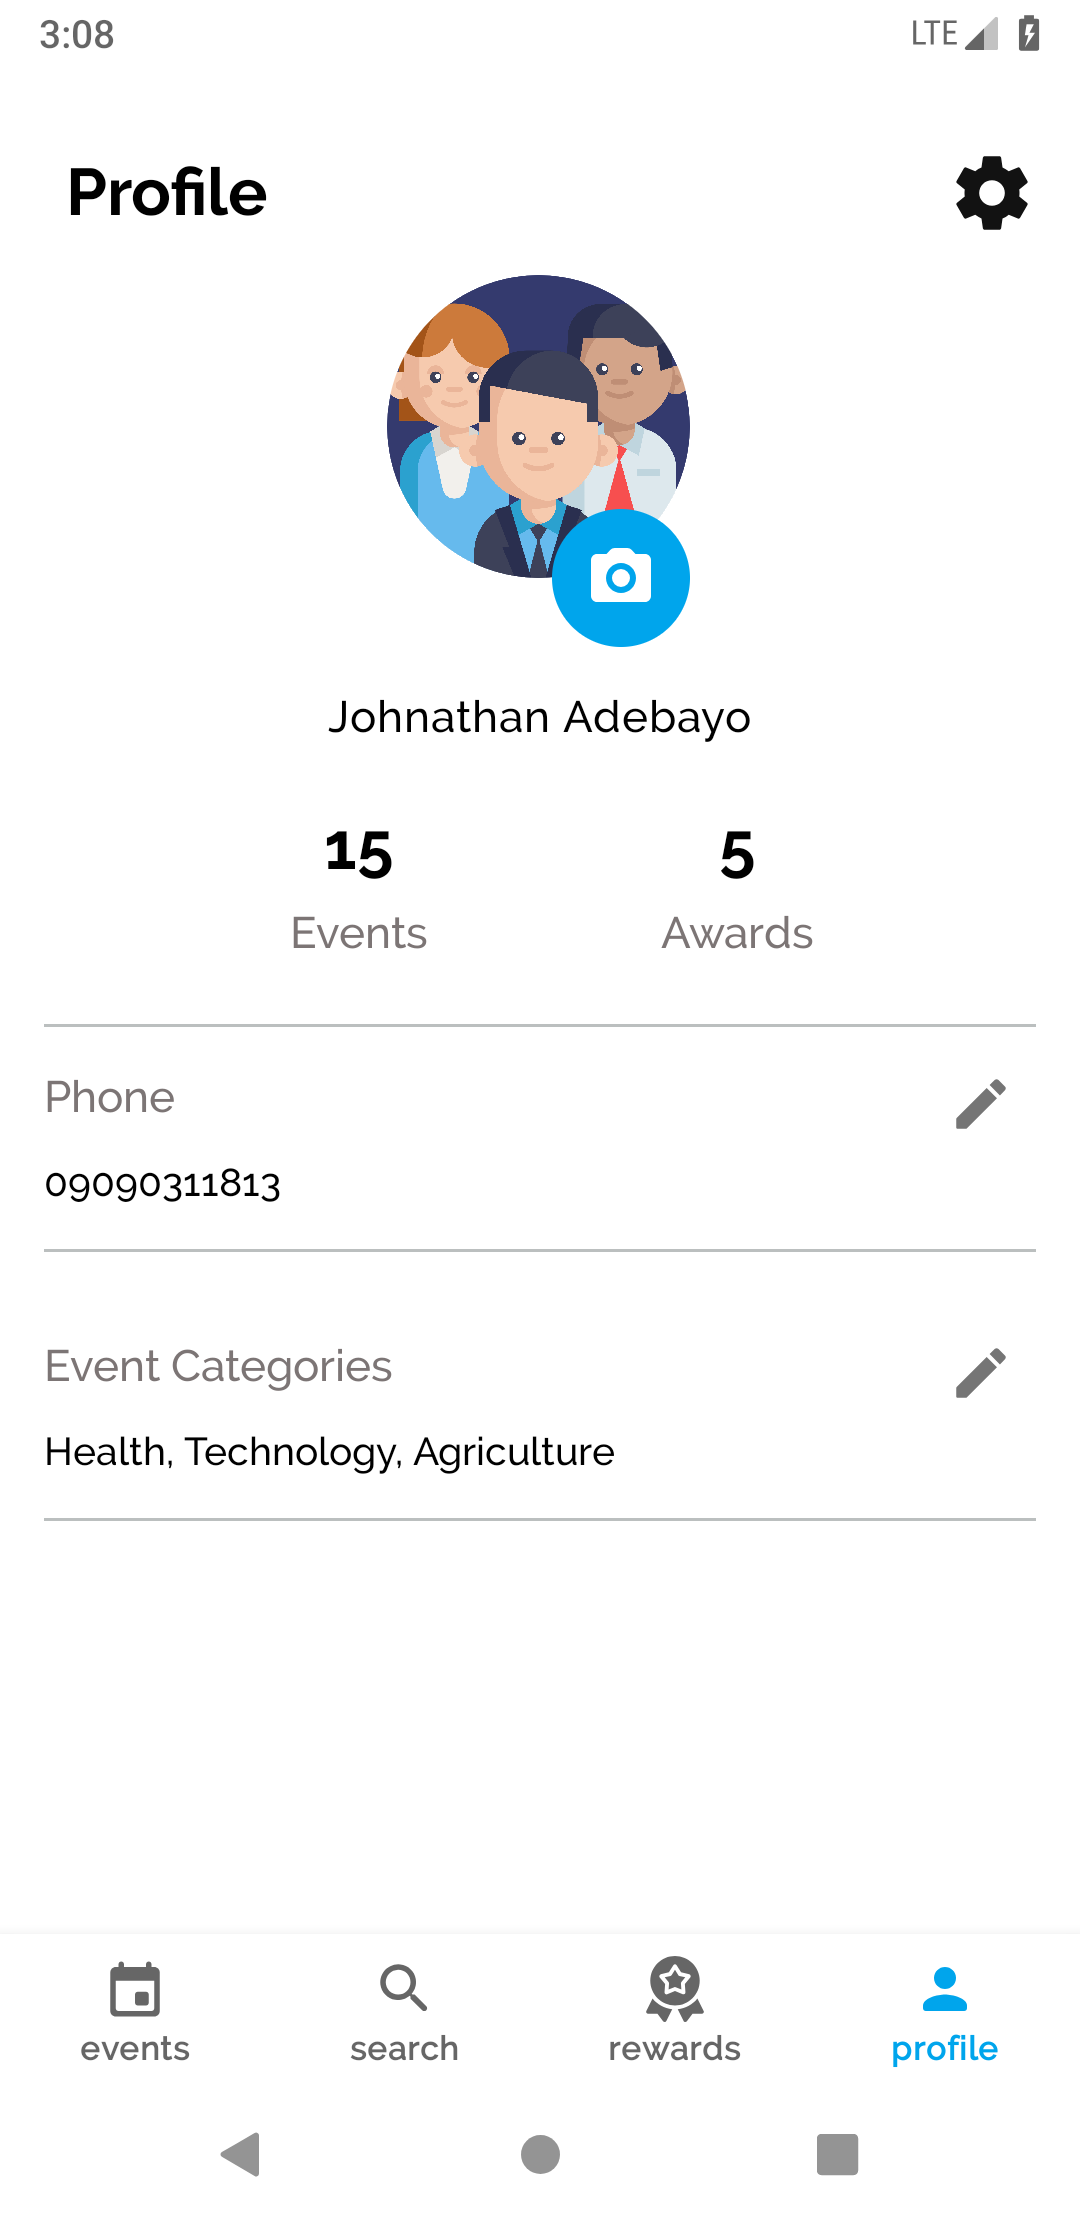 3:08
LTE
Profile
Johnathan Adebayo
15
5
Events
Awards
Phone
09090311813
Event Categories
Health, Technology, Agriculture
events
search
rewards
profile